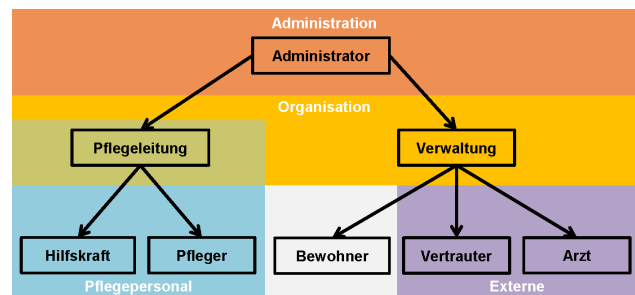 Administration
Administrator
Organisation
Pflegeleitung
Verwaltung
Hilfskraft
Pfleger
Bewohner
Vertrauter
Arzt
Pflegepersonal
Externe